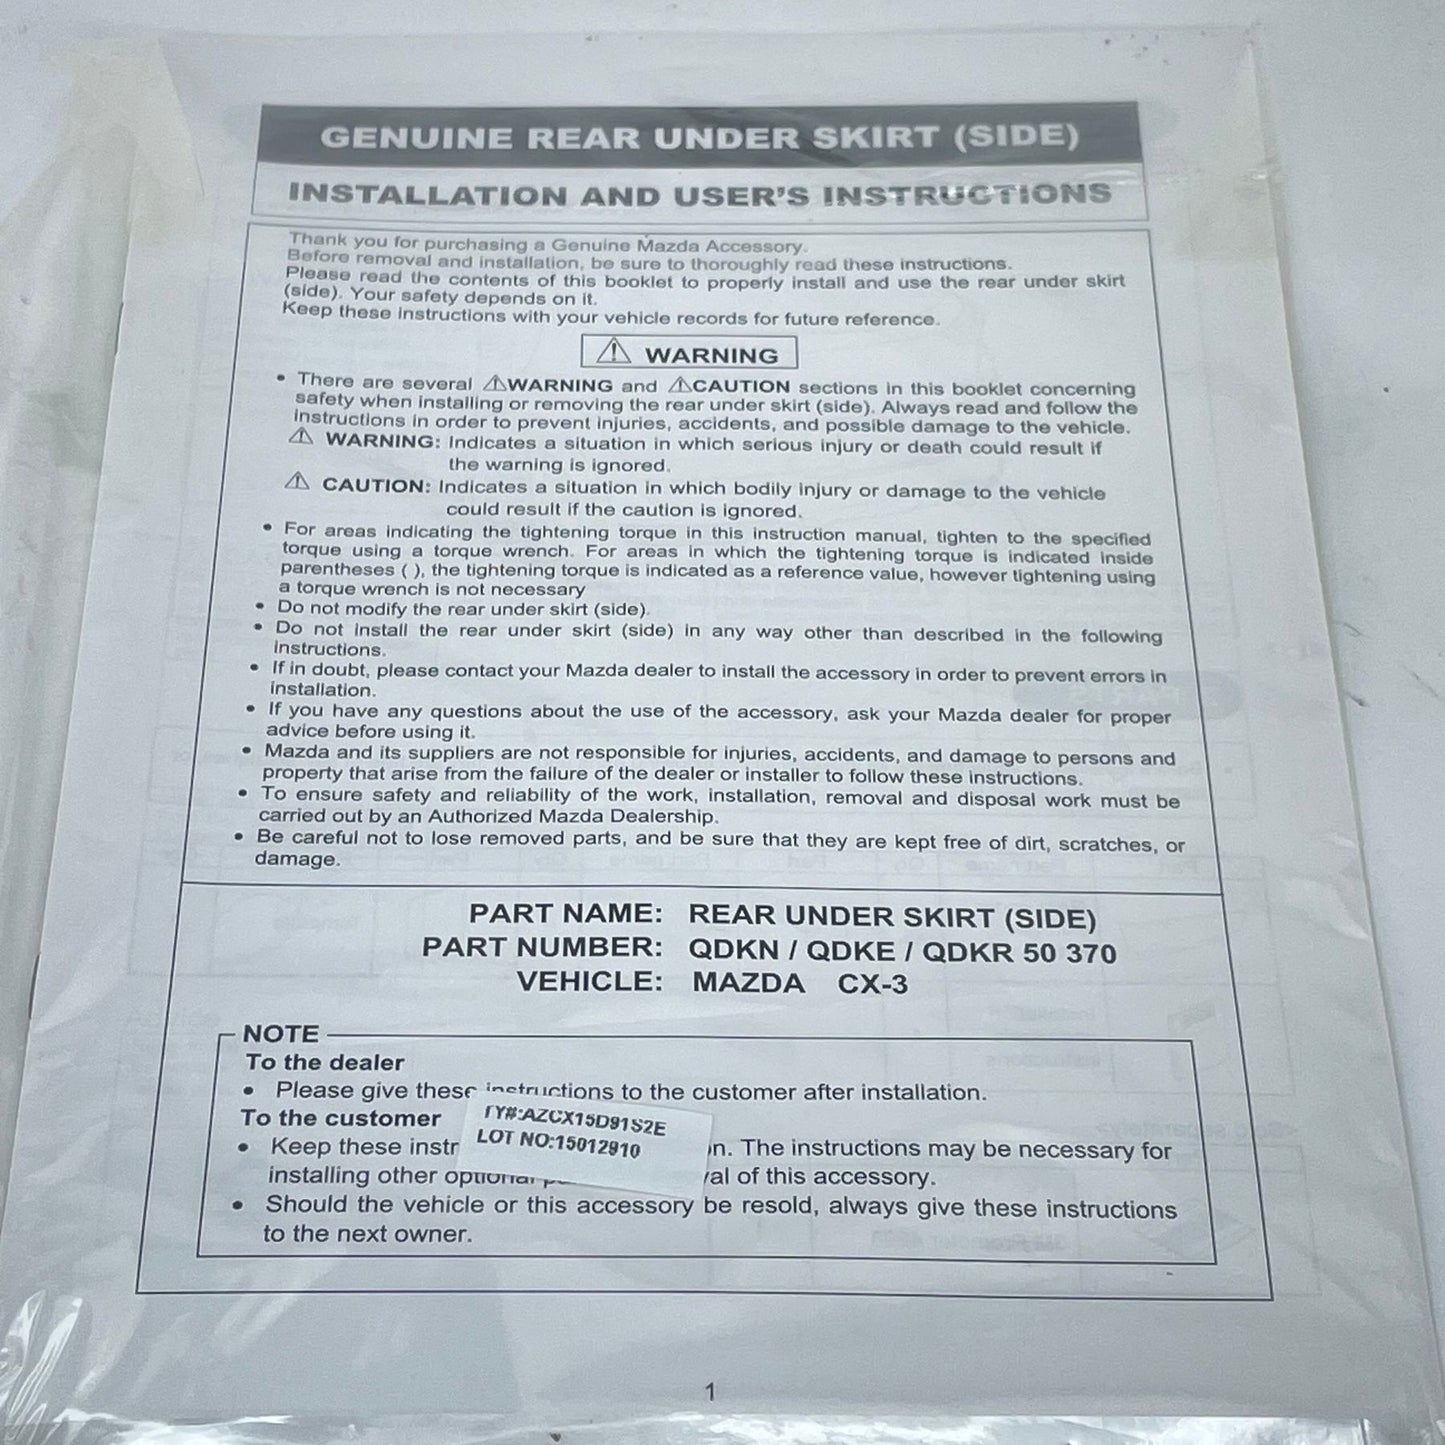 GENUINE REAR UNDER SKIRT (SIDE)
INSTALLATION AND USER'S INSTRUCTIONS
Thank you for purchasing a Genuine Mazda Accessory.
Before removal and installation, be sure to thoroughly read these instructions.
Please read the contents of this booklet to properly install and use the rear under skirt
(side). Your safety depends on it.
Keep these instructions with your vehicle records for future reference.
⚠ WARNING
• There are several ⚠WARNING and ⚠CAUTION sections in this booklet concerning
safety when installing or removing the rear under skirt (side). Always read and follow the
instructions in order to prevent injuries, accidents, and possible damage to the vehicle.
⚠ WARNING: Indicates a situation in which serious injury or death could result if
the warning is ignored.
⚠ CAUTION: Indicates a situation in which bodily injury or damage to the vehicle
could result if the caution is ignored.
• For areas indicating the tightening torque in this instruction manual, tighten to the specified
torque using a torque wrench. For areas in which the tightening torque is indicated inside
parentheses ( ), the tightening torque is indicated as a reference value, however tightening using
a torque wrench is not necessary
• Do not modify the rear under skirt (side).
• Do not install the rear under skirt (side) in any way other than described in the following
instructions.
• If in doubt, please contact your Mazda dealer to install the accessory in order to prevent errors in
installation.
• If you have any questions about the use of the accessory, ask your Mazda dealer for proper
advice before using it.
• Mazda and its suppliers are not responsible for injuries, accidents, and damage to persons and
property that arise from the failure of the dealer or installer to follow these instructions.
• To ensure safety and reliability of the work, installation, removal and disposal work must be
carried out by an Authorized Mazda Dealership.
• Be careful not to lose removed parts, and be sure that they are kept free of dirt, scratches, or
damage.
PART NAME: REAR UNDER SKIRT (SIDE)
PART NUMBER: QDKN / QDKE / QDKR 50 370
VEHICLE: MAZDA CX-3
NOTE
To the dealer
• Please give these instructions to the customer after installation.
To the customer
TY#:AZCX15D91S2E
LOT NO:15012910
• Keep these The instructions may be necessary for
installing other optional of this accessory.
• Should the vehicle or this accessory be resold, always give these instructions
to the next owner.
1